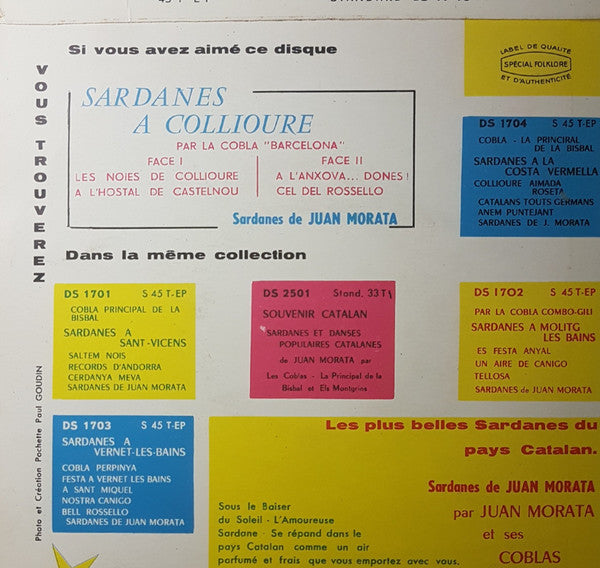 Si vous avez aimé ce disque
LABEL DE QUALITÉ
SPÉCIAL FOLKLORE
ET D'AUTHENTICITÉ
VOUS TROUVEREZ
SARDANES
A COLLIOURE
PAR LA COBLA "BARCELONA"
FACE I
LES NOIES DE COLLIOURE
A L'HOSTAL DE CASTELNOU
FACE II
A L'ANXOVA... DONES !
CEL DEL ROSSELLO
Sardanes de JUAN MORATA
DS 1704 S 45 T-EP
COBLA - LA PRINCIRAL
DE LA BISBAL
SARDANES A LA
COSTA VERMELLA
COLLIOURE AIMADA
ROSETA
CATALANS TOUTS GERMANS
ANEM PUNTEJANT
SARDANES DE J. MORATA
Dans la même collection
DS 1701 S 45 T-EP
COBLA PRINCIPAL DE LA
BISBAL
SARDANES A
SANT-VICENS
SALTEM NOIS
RECORDS D'ANDORRA
CERDANYA MEVA
SARDANES DE JUAN MORATA
DS 2501 Stand. 33 T
SOUVENIR CATALAN
SARDANES ET DANSES
POPULAIRES CATALANES
de JUAN MORATA par
Les Coblas - La Principal de la
Bisbal et Els Montgrins
DS 1702 S 45 T-EP
PAR LA COBLA COMBO-GILI
SARDANES A MOLITG
LES BAINS
ES FESTA ANYAL
UN AIRE DE CANIGO
TELLOSA
SARDANES de JUAN MORATA
DS 1703 S 45 T-EP
SARDANES A
VERNET-LES-BAINS
COBLA PERPINYA
FESTA A VERNET LES BAINS
A SANT MIQUEL
NOSTRA CANIGO
BELL ROSSELLO
SARDANES DE JUAN MORATA
Photo et Création Pochette Paul GOUDIN
Les plus belles Sardanes du
pays Catalan.
Sardanes de JUAN MORATA
par JUAN MORATA
et ses
COBLAS
Sous le Baiser
du Soleil - L'Amoureuse
Sardane - Se répand dans le
pays Catalan comme un air
parfumé et frais que vous emportez avec vous.